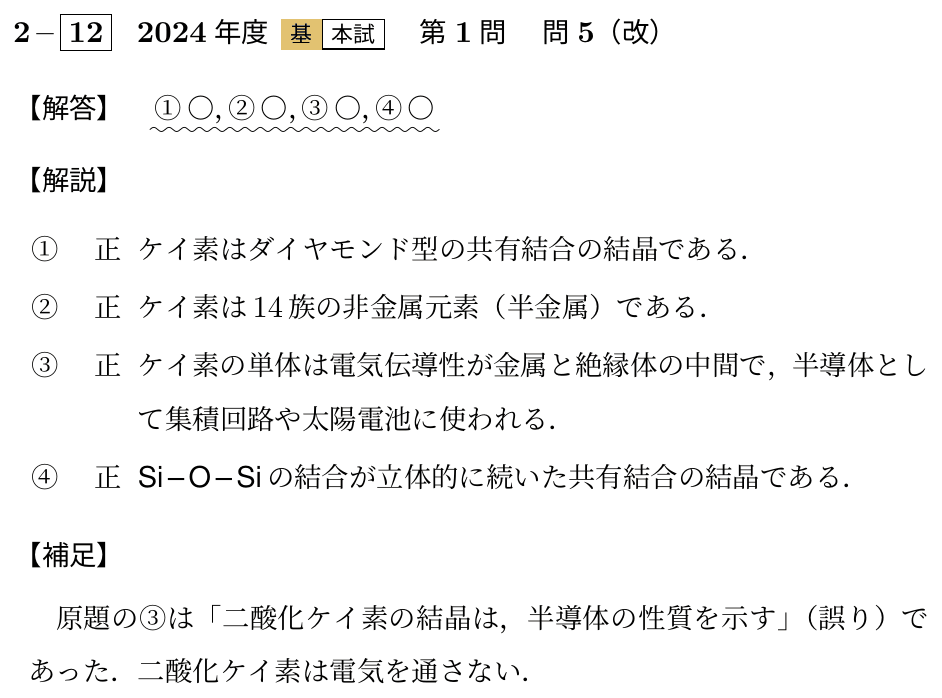 2－12 2024 年度 基 本試 第 1 問 問 5（改）
【解答】 ① ○, ② ○, ③ ○, ④ ○
【解説】
① 正 ケイ素はダイヤモンド型の共有結合の結晶である．
② 正 ケイ素は 14 族の非金属元素（半金属）である．
③ 正 ケイ素の単体は電気伝導性が金属と絶縁体の中間で，半導体とし
て集積回路や太陽電池に使われる．
④ 正 Si－O－Si の結合が立体的に続いた共有結合の結晶である．
【補足】
原題の③は「二酸化ケイ素の結晶は，半導体の性質を示す」（誤り）で
あった．二酸化ケイ素は電気を通さない．